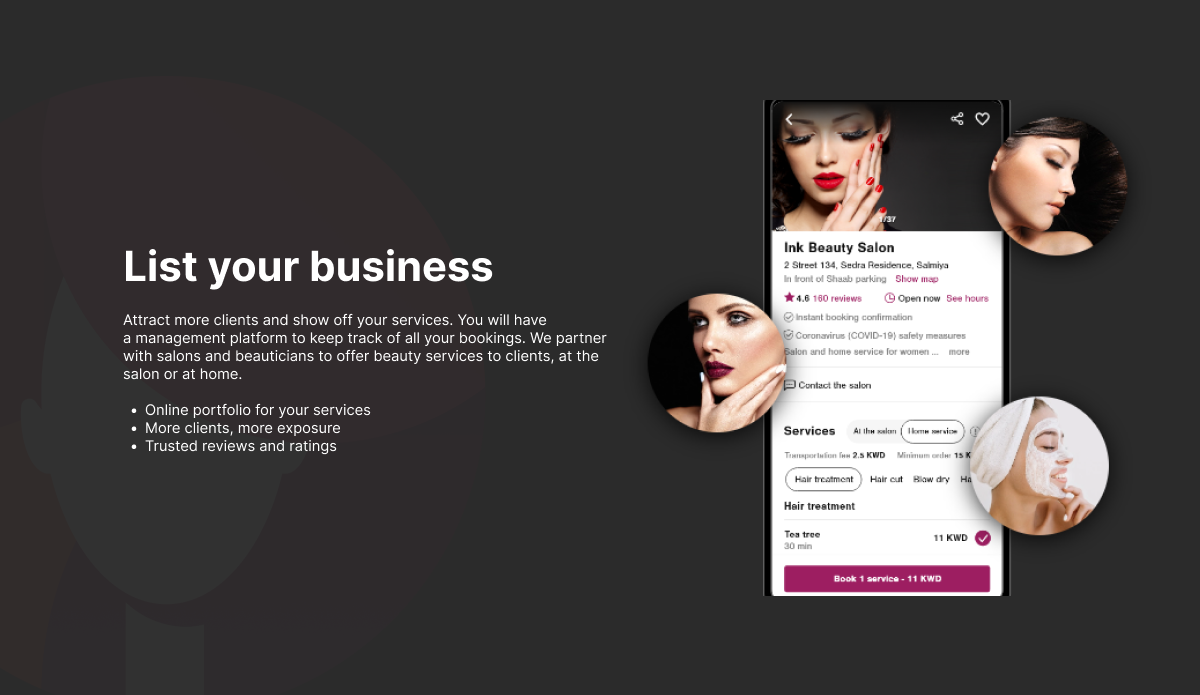 List your business
Attract more clients and show off your services. You will have
a management platform to keep track of all your bookings. We partner
with salons and beauticians to offer beauty services to clients, at the
salon or at home.
• Online portfolio for your services
• More clients, more exposure
• Trusted reviews and ratings
/37
Ink Beauty Salon
2 Street 134, Sedra Residence, Salmiya
In front of Shaab parking Show map
4.6 160 reviews Open now See hours
Instant booking confirmation
Coronavirus (COVID-19) safety measures
Salon and home service for women ... more
Contact the salon
Services At the salon Home service
Transportation fee 2.5 KWD Minimum order 15 K
Hair treatment Hair cut Blow dry Ha
Hair treatment
Tea tree 11 KWD
30 min
Book 1 service - 11 KWD